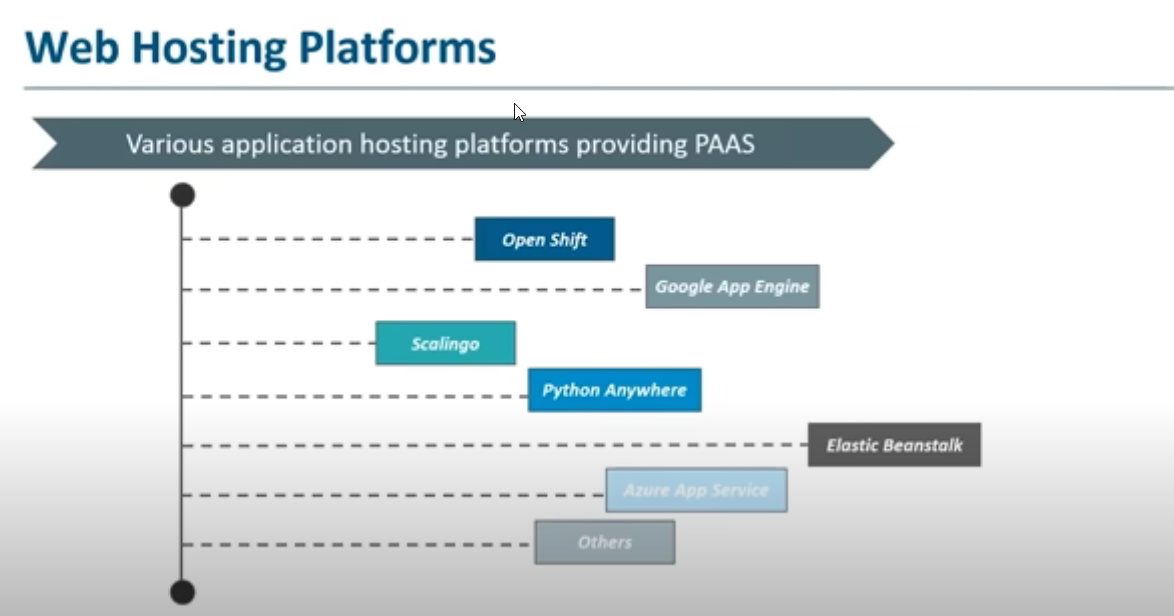 Web Hosting Platforms
Various application hosting platforms providing PAAS
Open Shift
Google App Engine
Scalingo
Python Anywhere
Elastic Beanstalk
Azure App Service
Others